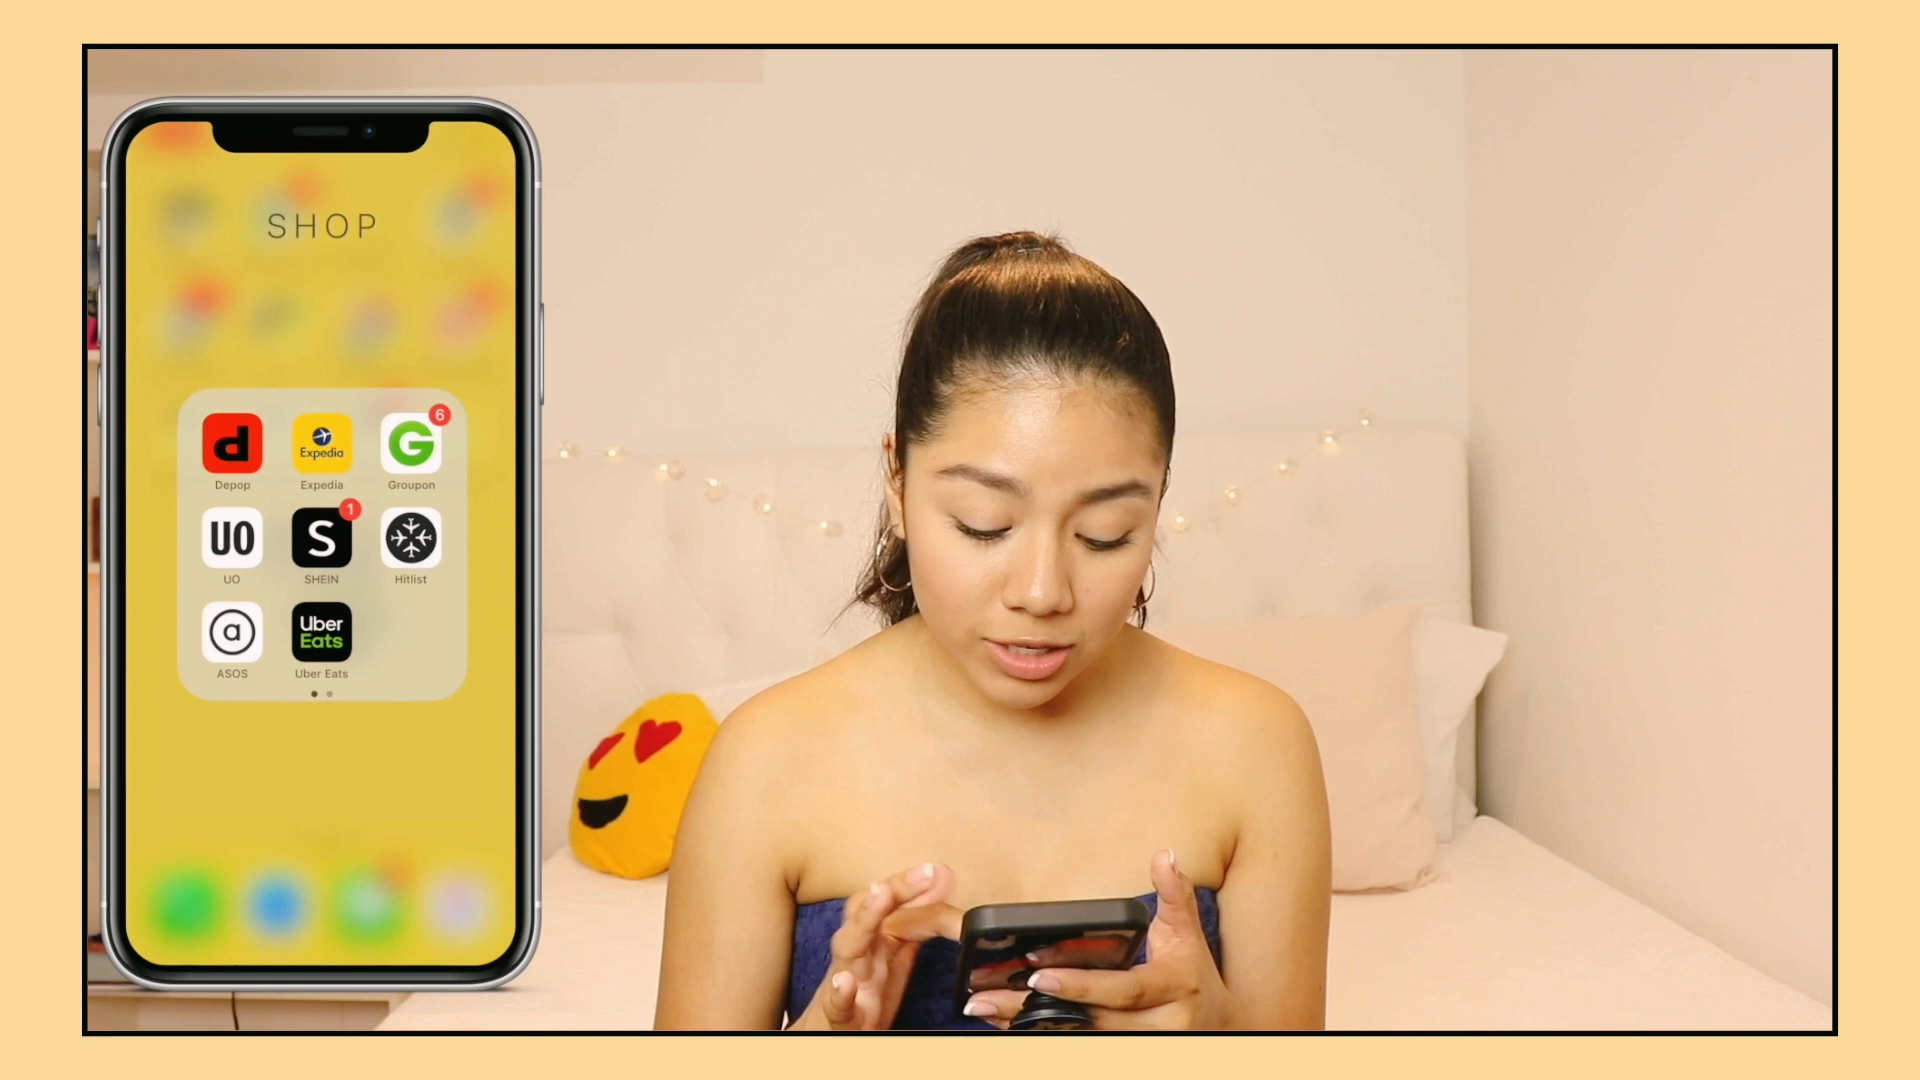 SHOP
d
Expedia
G
6
Depop
Expedia
Groupon
UO
S
1
UO
SHEIN
Hitlist
a
Uber
Eats
ASOS
Uber Eats